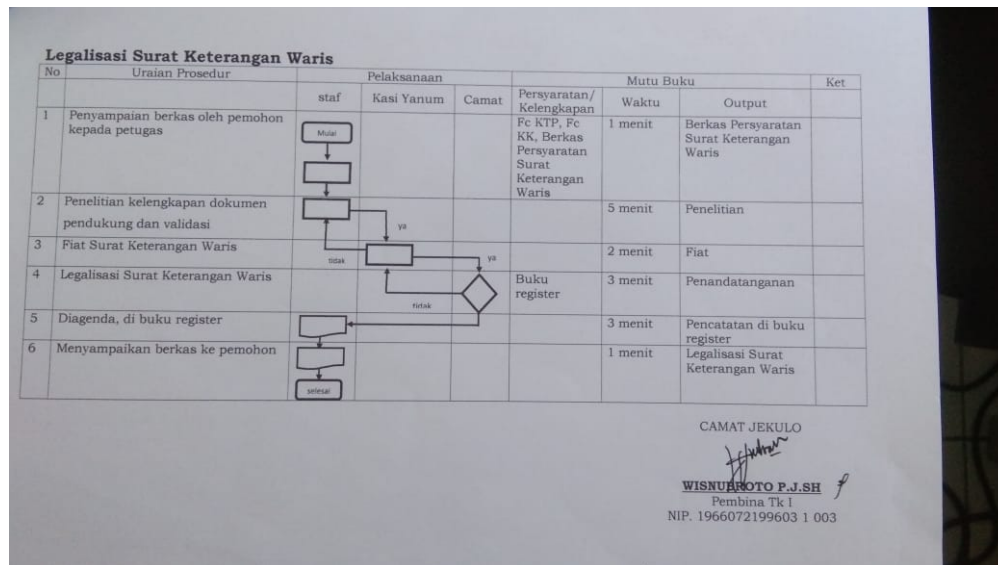 Legalisasi Surat Keterangan Waris
No Uraian Prosedur Pelaksanaan Mutu Buku Ket
staf Kasi Yanum Camat Persyaratan/ Kelengkapan Waktu Output
1 Penyampaian berkas oleh pemohon
kepada petugas
Mulai
Fc KTP, Fc
KK, Berkas
Persyaratan
Surat
Keterangan
Waris
1 menit
Berkas Persyaratan
Surat Keterangan
Waris
2 Penelitian kelengkapan dokumen
pendukung dan validasi
ya
5 menit Penelitian
3 Fiat Surat Keterangan Waris
tidak
ya
2 menit Fiat
4 Legalisasi Surat Keterangan Waris
tidak
Buku
register
3 menit Penandatanganan
5 Diagenda, di buku register
3 menit Pencatatan di buku
register
6 Menyampaikan berkas ke pemohon
selesai
1 menit Legalisasi Surat
Keterangan Waris
CAMAT JEKULO
WISNUBROTO P.J.SH
Pembina Tk I
NIP. 1966072199603 1 003